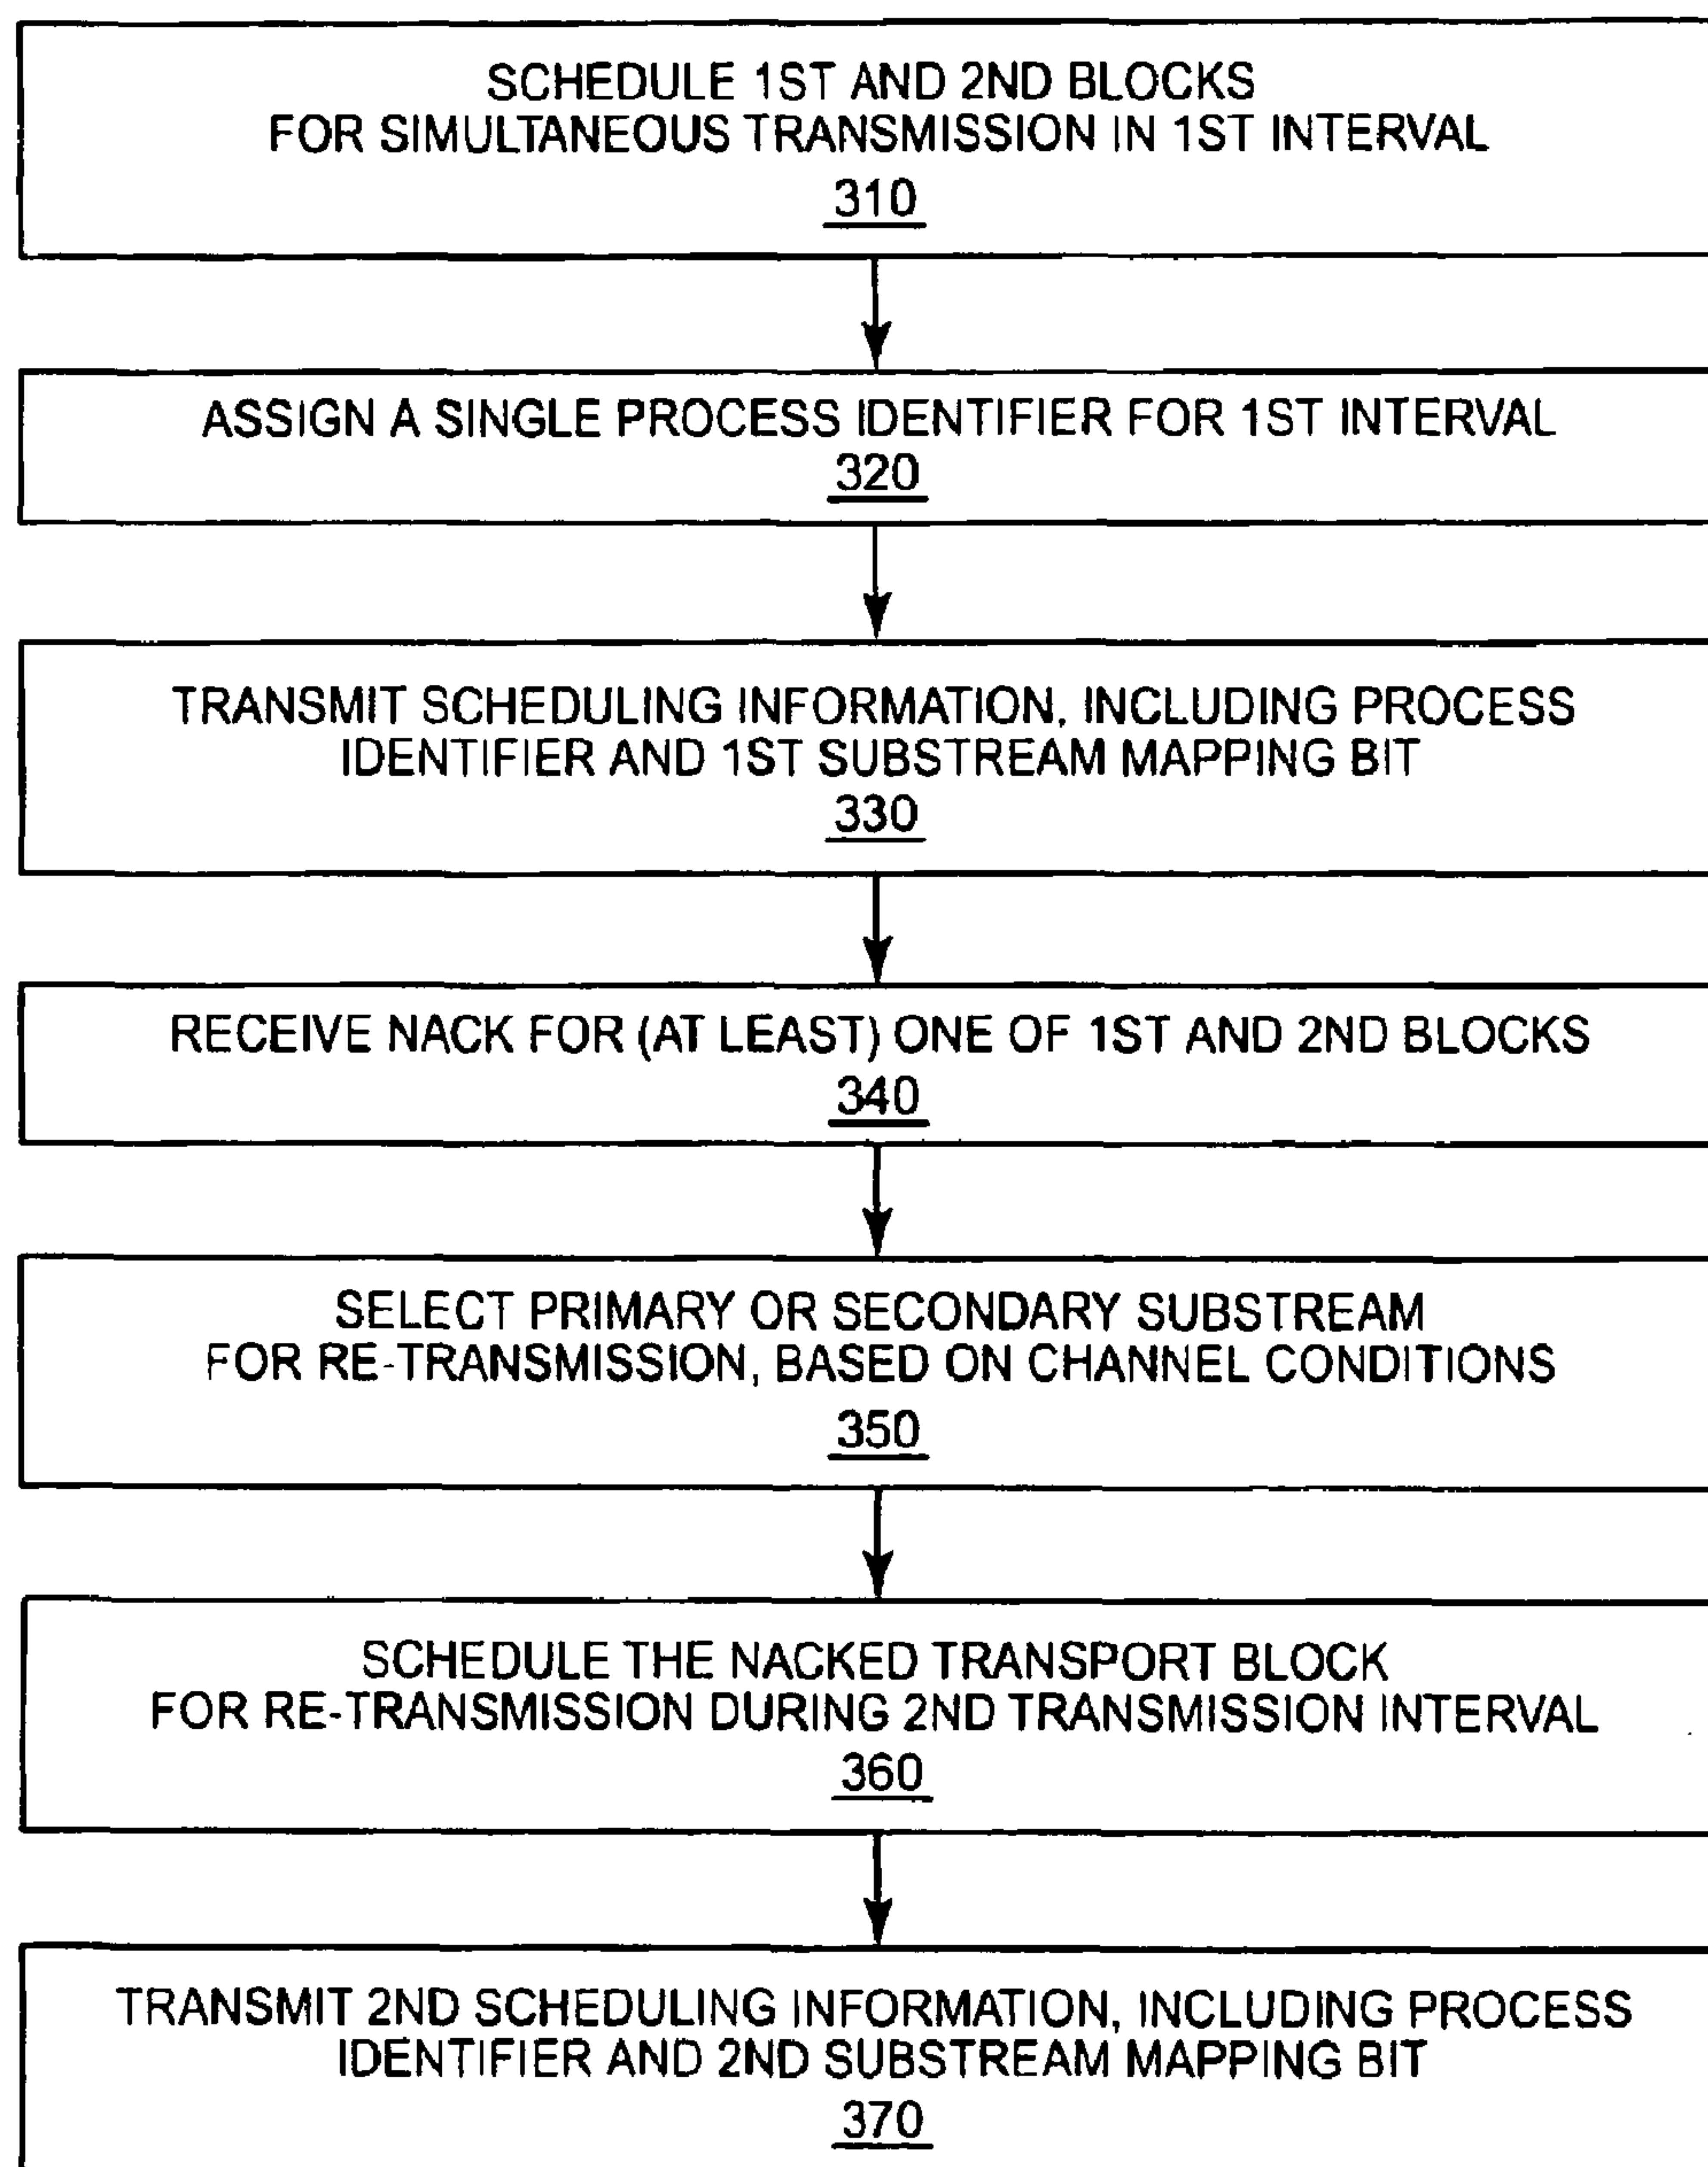 SCHEDULE 1ST AND 2ND BLOCKS
FOR SIMULTANEOUS TRANSMISSION IN 1ST INTERVAL
310
ASSIGN A SINGLE PROCESS IDENTIFIER FOR 1ST INTERVAL
320
TRANSMIT SCHEDULING INFORMATION, INCLUDING PROCESS
IDENTIFIER AND 1ST SUBSTREAM MAPPING BIT
330
RECEIVE NACK FOR (AT LEAST) ONE OF 1ST AND 2ND BLOCKS
340
SELECT PRIMARY OR SECONDARY SUBSTREAM
FOR RE-TRANSMISSION, BASED ON CHANNEL CONDITIONS
350
SCHEDULE THE NACKED TRANSPORT BLOCK
FOR RE-TRANSMISSION DURING 2ND TRANSMISSION INTERVAL
360
TRANSMIT 2ND SCHEDULING INFORMATION, INCLUDING PROCESS
IDENTIFIER AND 2ND SUBSTREAM MAPPING BIT
370